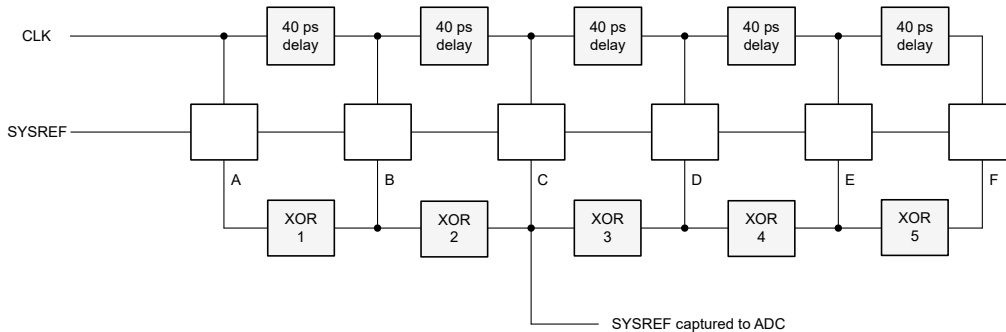 40 ps delay
40 ps delay
40 ps delay
40 ps delay
40 ps delay
CLK
SYSREF
A
B
C
D
E
F
XOR 1
XOR 2
XOR 3
XOR 4
XOR 5
SYSREF captured to ADC